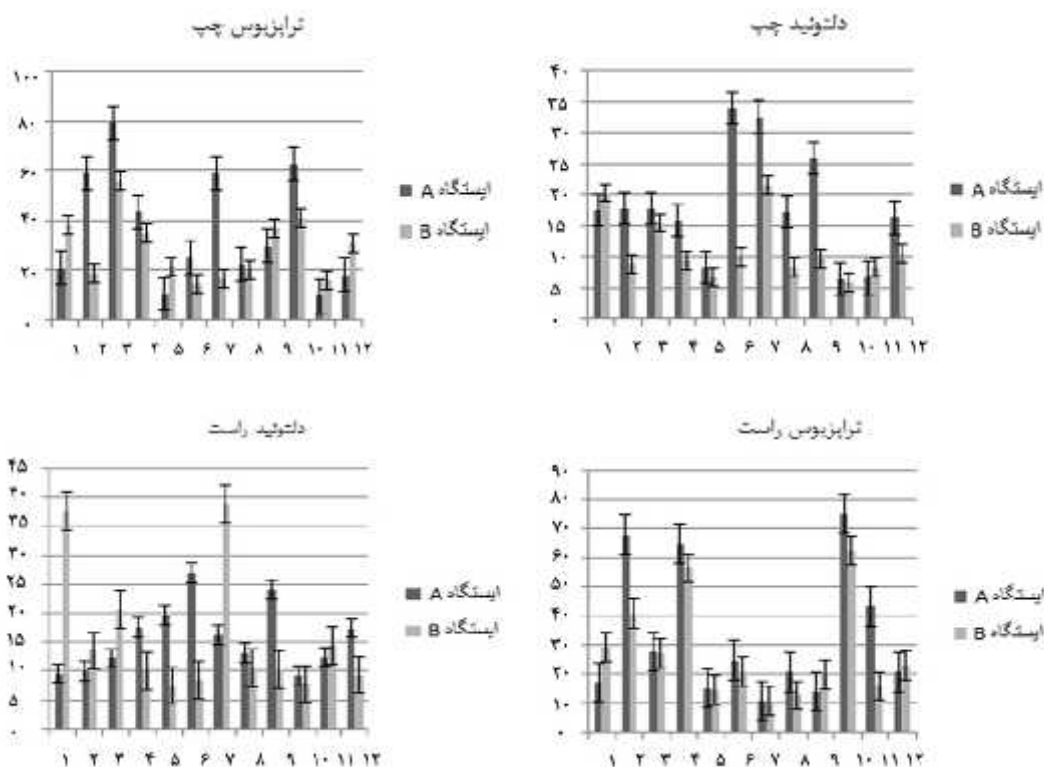 تراپزیوس چپ
۱۰۰
۸۰
۶۰
۴۰
۲۰
۰
۱ ۲ ۳ ۴ ۵ ۶ ۷ ۸ ۹ ۱۰ ۱۱ ۱۲
ایستگاه A
ایستگاه B
دلتوئید چپ
۴۰
۳۵
۳۰
۲۵
۲۰
۱۵
۱۰
۵
۰
۱ ۲ ۳ ۴ ۵ ۶ ۷ ۸ ۹ ۱۰ ۱۱ ۱۲
ایستگاه A
ایستگاه B
دلتوئید راست
۴۵
۴۰
۳۵
۳۰
۲۵
۲۰
۱۵
۱۰
۵
۰
۱ ۲ ۳ ۴ ۵ ۶ ۷ ۸ ۹ ۱۰ ۱۱ ۱۲
ایستگاه A
ایستگاه B
تراپزیوس راست
۹۰
۸۰
۷۰
۶۰
۵۰
۴۰
۳۰
۲۰
۱۰
۰
۱ ۲ ۳ ۴ ۵ ۶ ۷ ۸ ۹ ۱۰ ۱۱ ۱۲
ایستگاه A
ایستگاه B